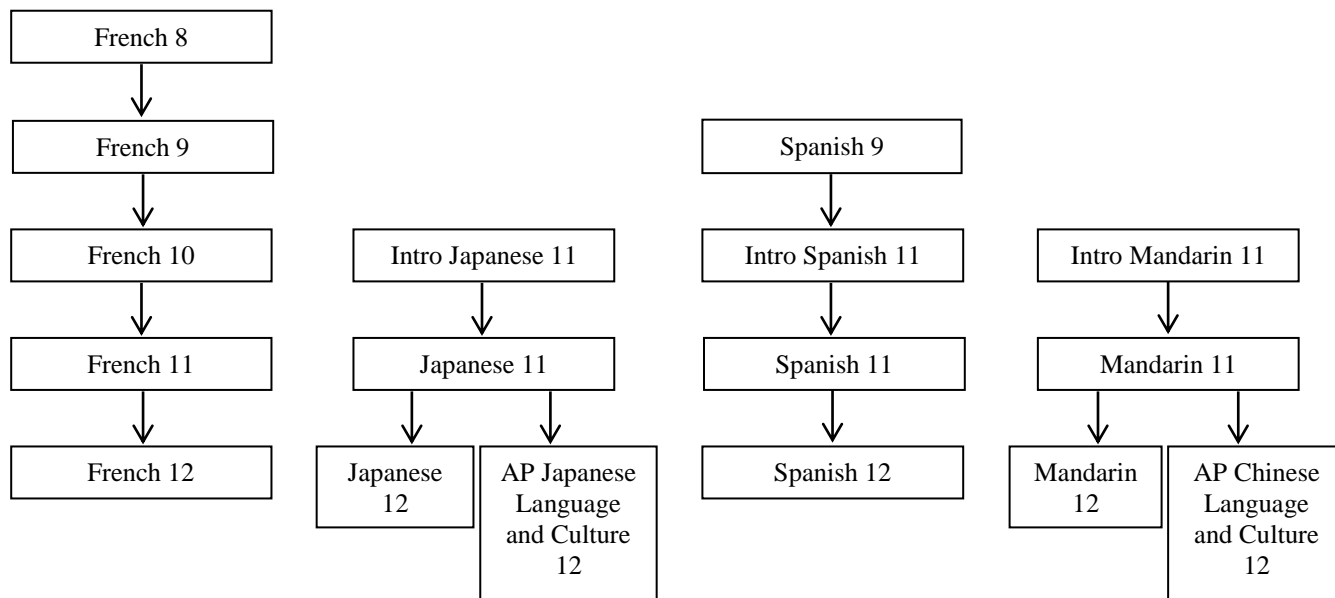 French 8
French 9
Spanish 9
French 10
Intro Japanese 11
Intro Spanish 11
Intro Mandarin 11
French 11
Japanese 11
Spanish 11
Mandarin 11
French 12
Japanese
12
AP Japanese
Language
and Culture
12
Spanish 12
Mandarin
12
AP Chinese
Language
and Culture
12